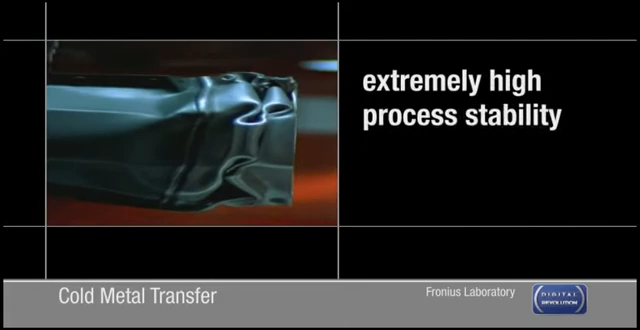 extremely high
process stability
Cold Metal Transfer
Fronius Laboratory
DIGITAL
REVOLUTION